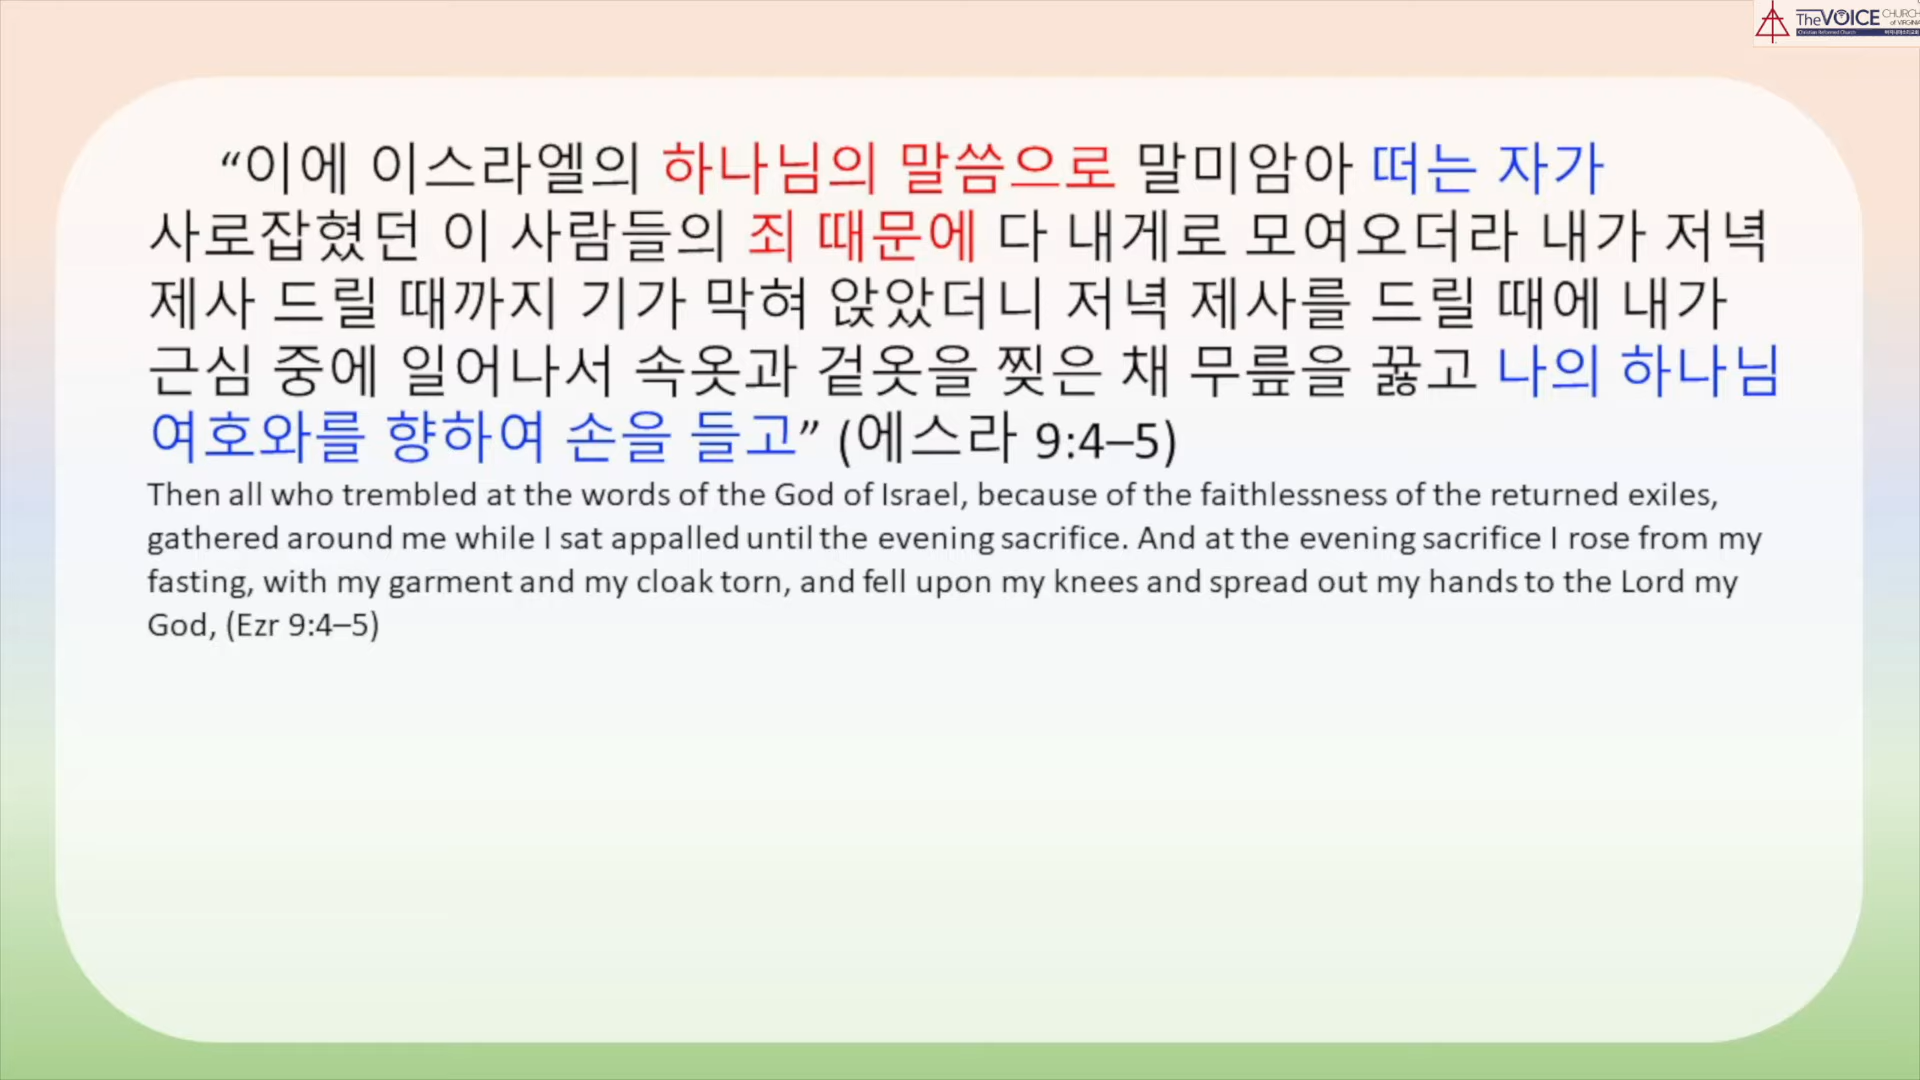 TheVOICE CHURCH
of VIRGINIA
Christian Reformed Church
“이에 이스라엘의 하나님의 말씀으로 말미암아 떠는 자가
사로잡혔던 이 사람들의 죄 때문에 다 내게로 모여오더라 내가 저녁
제사 드릴 때까지 기가 막혀 앉았더니 저녁 제사를 드릴 때에 내가
근심 중에 일어나서 속옷과 겉옷을 찢은 채 무릎을 꿇고 나의 하나님
여호와를 향하여 손을 들고” (에스라 9:4–5)
Then all who trembled at the words of the God of Israel, because of the faithlessness of the returned exiles,
gathered around me while I sat appalled until the evening sacrifice. And at the evening sacrifice I rose from my
fasting, with my garment and my cloak torn, and fell upon my knees and spread out my hands to the Lord my
God, (Ezr 9:4–5)